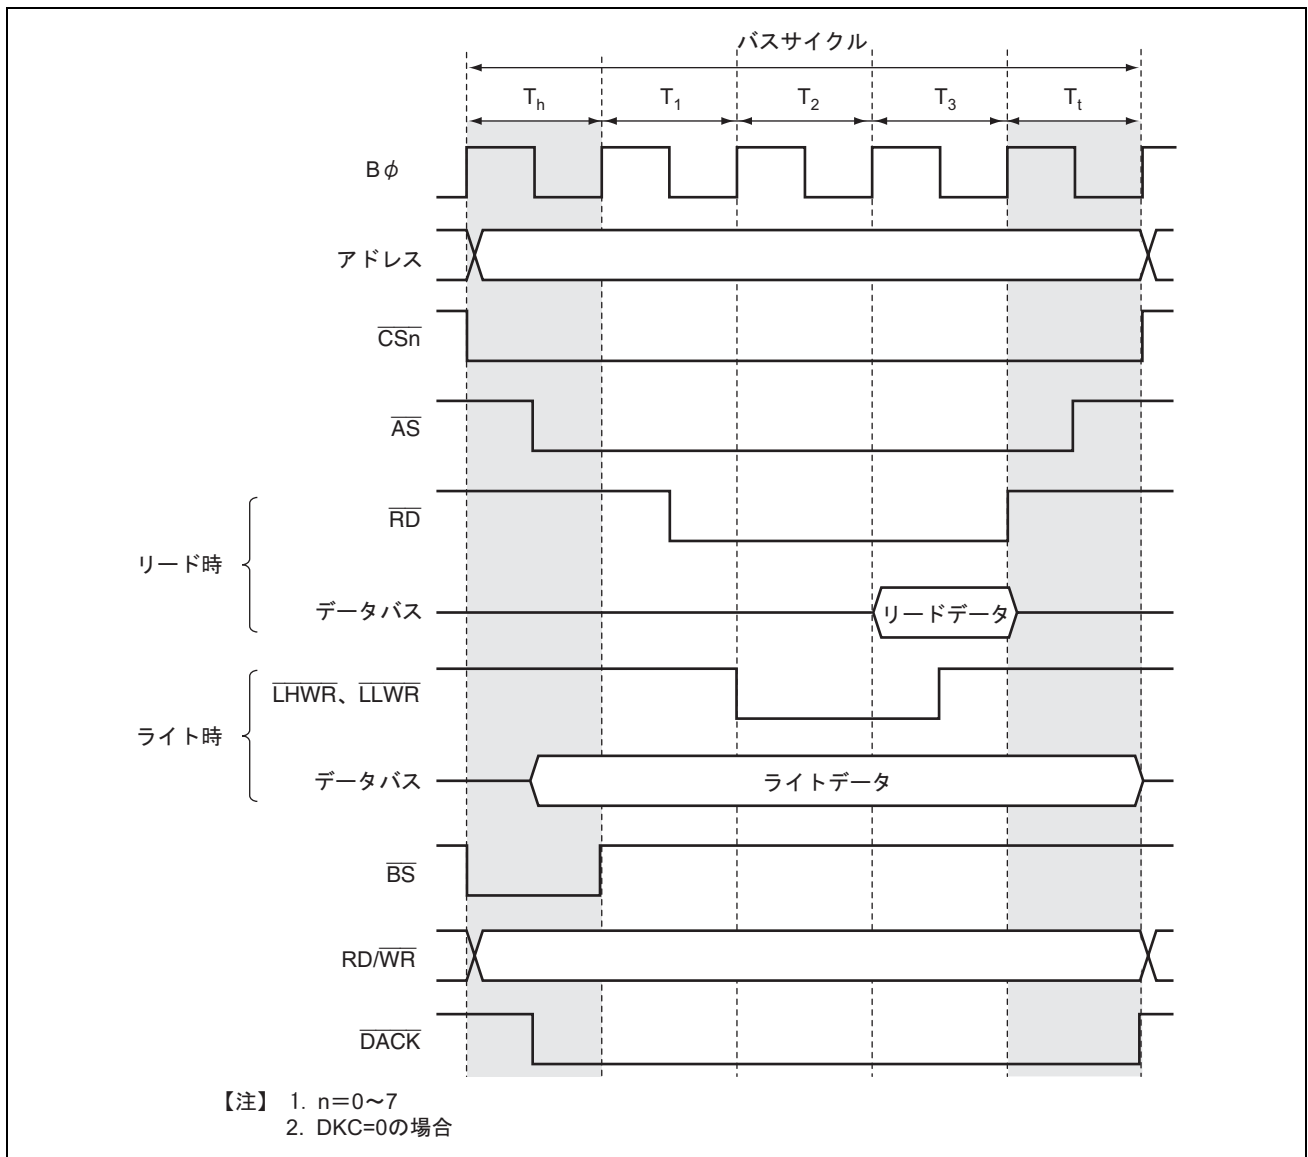 バスサイクル
Th T1 T2 T3 Tt
Bφ
アドレス
CSn
AS
RD
リード時
データバス リードデータ
LHWR、LLWR
ライト時
データバス ライトデータ
BS
RD/WR
DACK
【注】 1. n=0〜7
2. DKC=0の場合